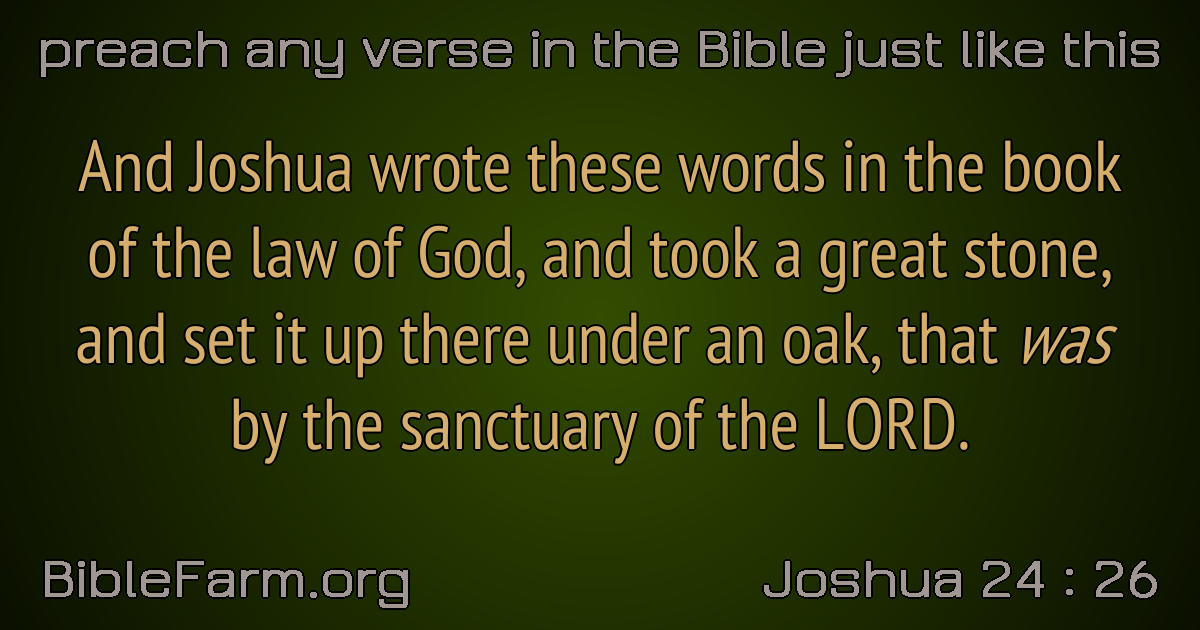 preach any verse in the Bible just like this
And Joshua wrote these words in the book
of the law of God, and took a great stone,
and set it up there under an oak, that was
by the sanctuary of the LORD.
BibleFarm.org
Joshua 24 : 26